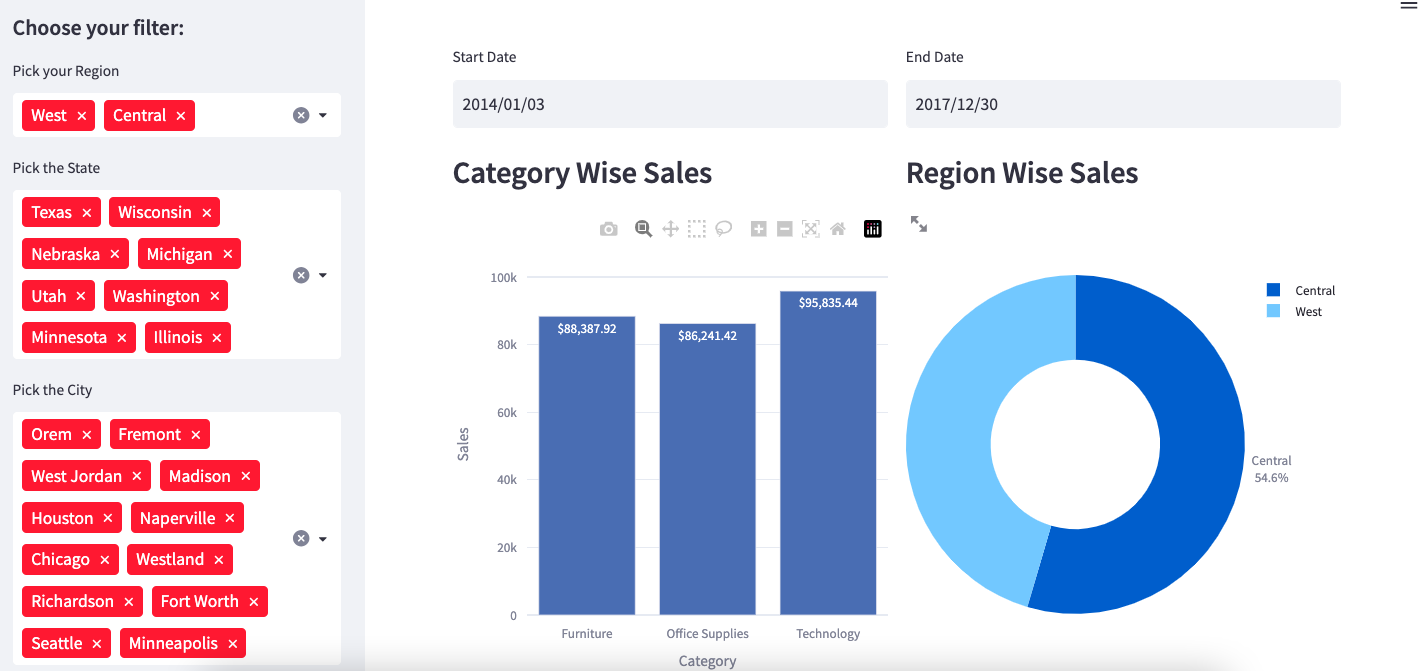 Choose your filter:
Pick your Region
West × Central ×
Pick the State
Texas × Wisconsin ×
Nebraska × Michigan ×
Utah × Washington ×
Minnesota × Illinois ×
Pick the City
Orem × Fremont ×
West Jordan × Madison ×
Houston × Naperville ×
Chicago × Westland ×
Richardson × Fort Worth ×
Seattle × Minneapolis ×
Start Date
2014/01/03
End Date
2017/12/30
Category Wise Sales
100k
80k
60k
40k
20k
0
Sales
$88,387.92
$86,241.42
$95,835.44
Furniture
Office Supplies
Technology
Category
Region Wise Sales
Central
West
Central
54.6%